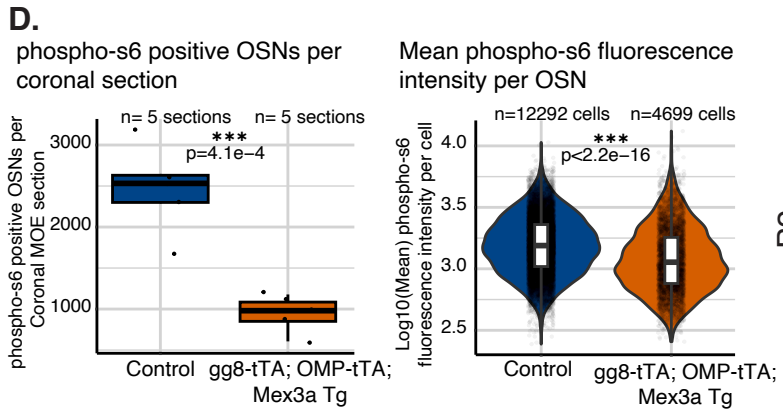 D.
phospho-s6 positive OSNs per
coronal section
n= 5 sections n= 5 sections
***
p=4.1e−4
phospho-s6 positive OSNs per
Coronal MOE section
3000
2000
1000
Control
gg8-tTA; OMP-tTA;
Mex3a Tg
Mean phospho-s6 fluorescence
intensity per OSN
n=12292 cells n=4699 cells
***
p<2.2e−16
Log10(Mean) phospho-s6
fluorescence intensity per cell
4.0
3.5
3.0
2.5
Control
gg8-tTA; OMP-tTA;
Mex3a Tg